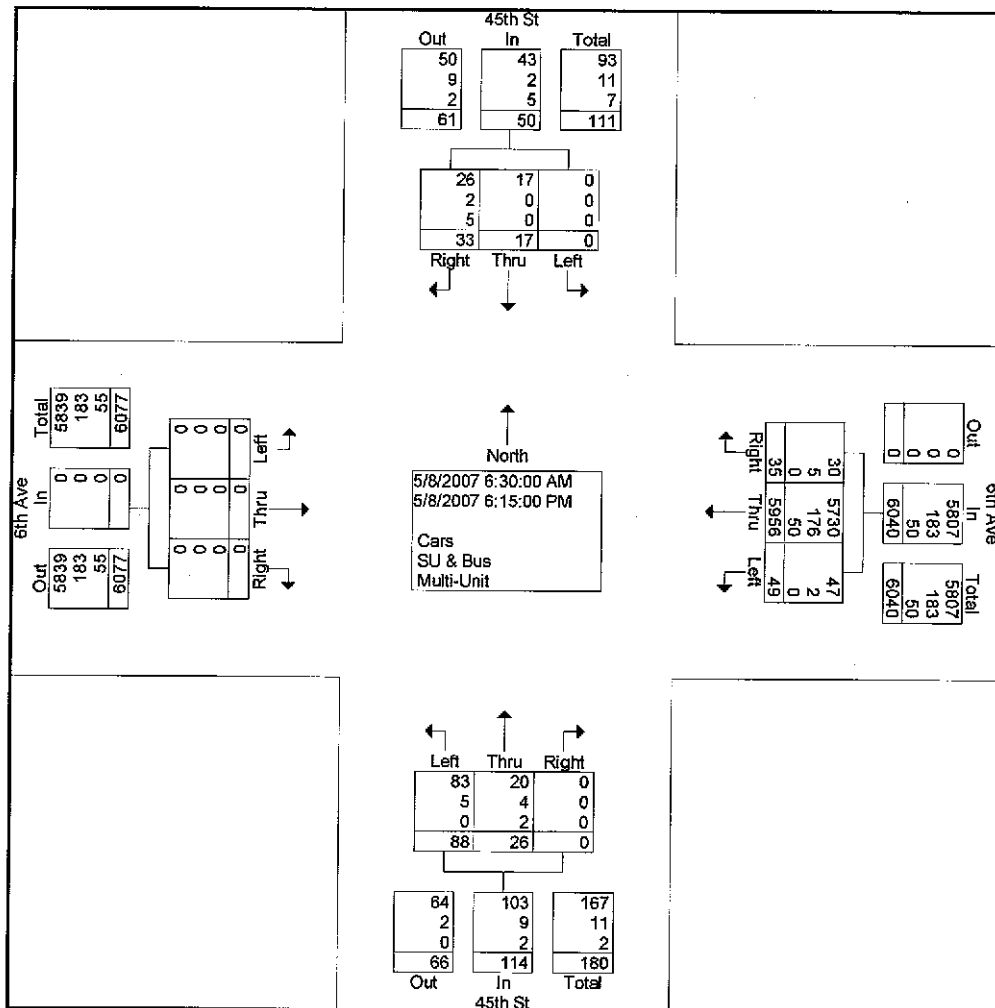 45th St
Out In Total
50 43 93
9 2 11
2 5 7
61 50 111
26 17 0
2 0 0
5 0 0
33 17 0
Right Thru Left
Total
5839
183
55
6077
6th Ave
In
0
0
0
0
Out
5839
183
55
6077
Left
0
0
0
0
Thru
0
0
0
0
Right
0
0
0
0
North
5/8/2007 6:30:00 AM
5/8/2007 6:15:00 PM
Cars
SU & Bus
Multi-Unit
Right
30
5
0
35
Thru
5730
176
50
5956
Left
47
2
0
49
Out
0
0
0
0
6th Ave
In
5807
183
50
6040
Total
5807
183
50
6040
Left Thru Right
83 20 0
5 4 0
0 2 0
88 26 0
64 103 167
2 9 11
0 2 2
66 114 180
Out In Total
45th St